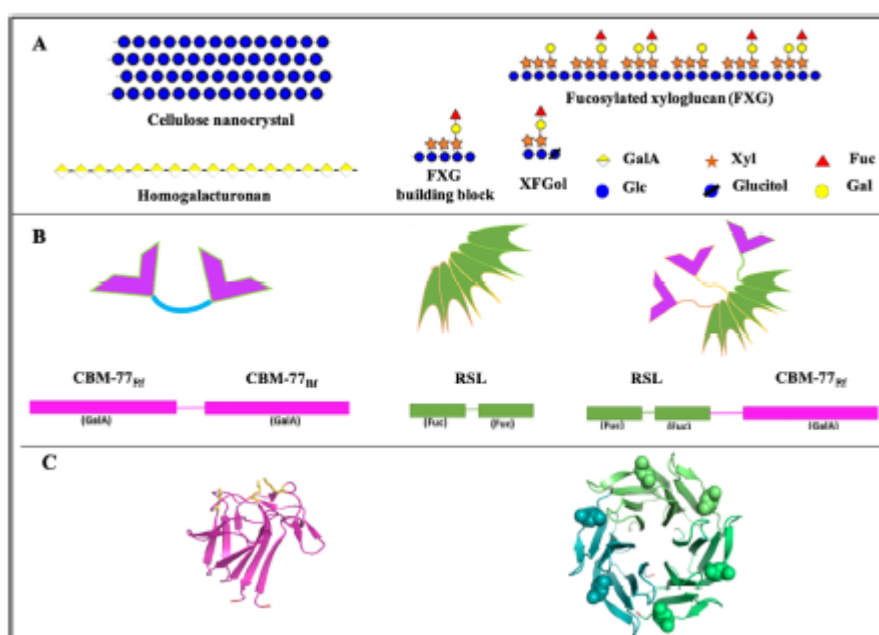 A
Cellulose nanocrystal
Homogalacturonan
Fucosylated xyloglucan (FXG)
FXG
building block
XFGol
GalA
Xyl
Fuc
Glc
Glucitol
Gal
B
CBM-77Rf
CBM-77Rf
RSL
RSL
CBM-77Rf
(GalA)
(GalA)
(Fuc)
(Fuc)
(Fuc)
(Fuc)
(GalA)
C